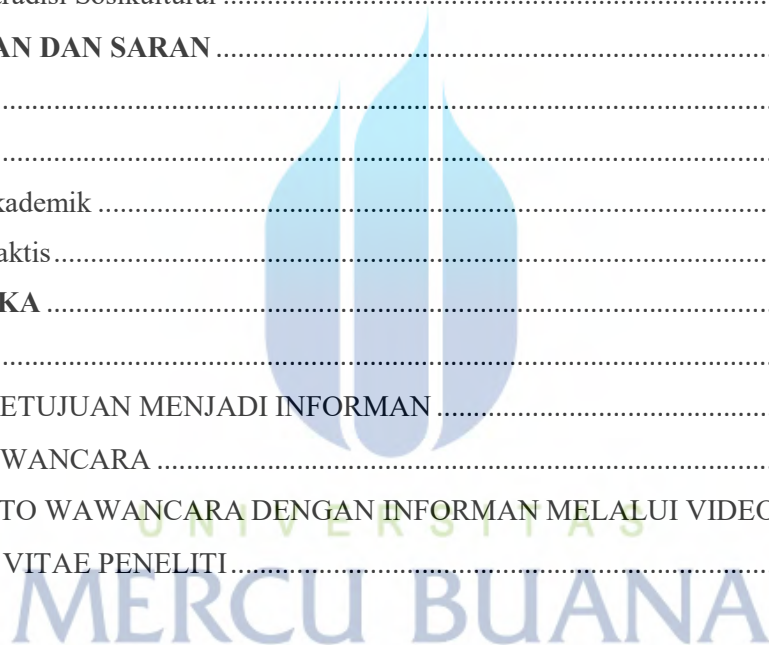 radisi Sosikultural ................................................................
AN DAN SARAN ................................................................
................................................................
................................................................
kademik ................................................................
aktis ................................................................
KA ................................................................
................................................................
ETUJUAN MENJADI INFORMAN ................................................
WANCARA ................................................................
TO WAWANCARA DENGAN INFORMAN MELALUI VIDEO
UNIVERSITAS
VITAE PENELITI ................................................................
MERCU BUANA